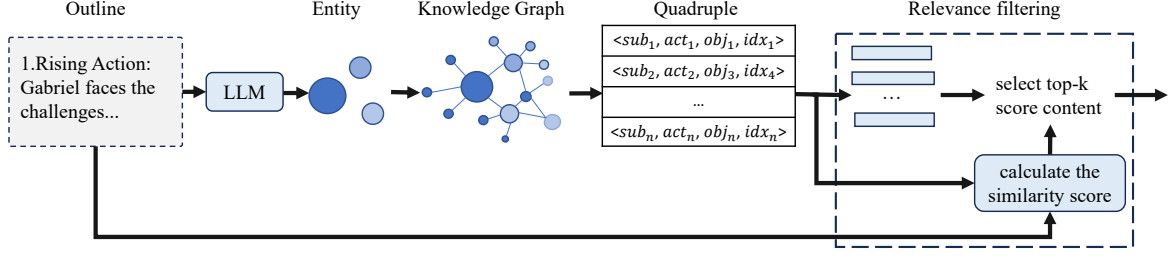 Outline
Entity
Knowledge Graph
Quadruple
Relevance filtering
1.Rising Action:
Gabriel faces the
challenges...
LLM
<sub₁, act₁, obj₁, idx₁>
<sub₂, act₂, obj₃, idx₄>
...
<subₙ, actₙ, objₙ, idxₙ>
...
select top-k
score content
calculate the
similarity score